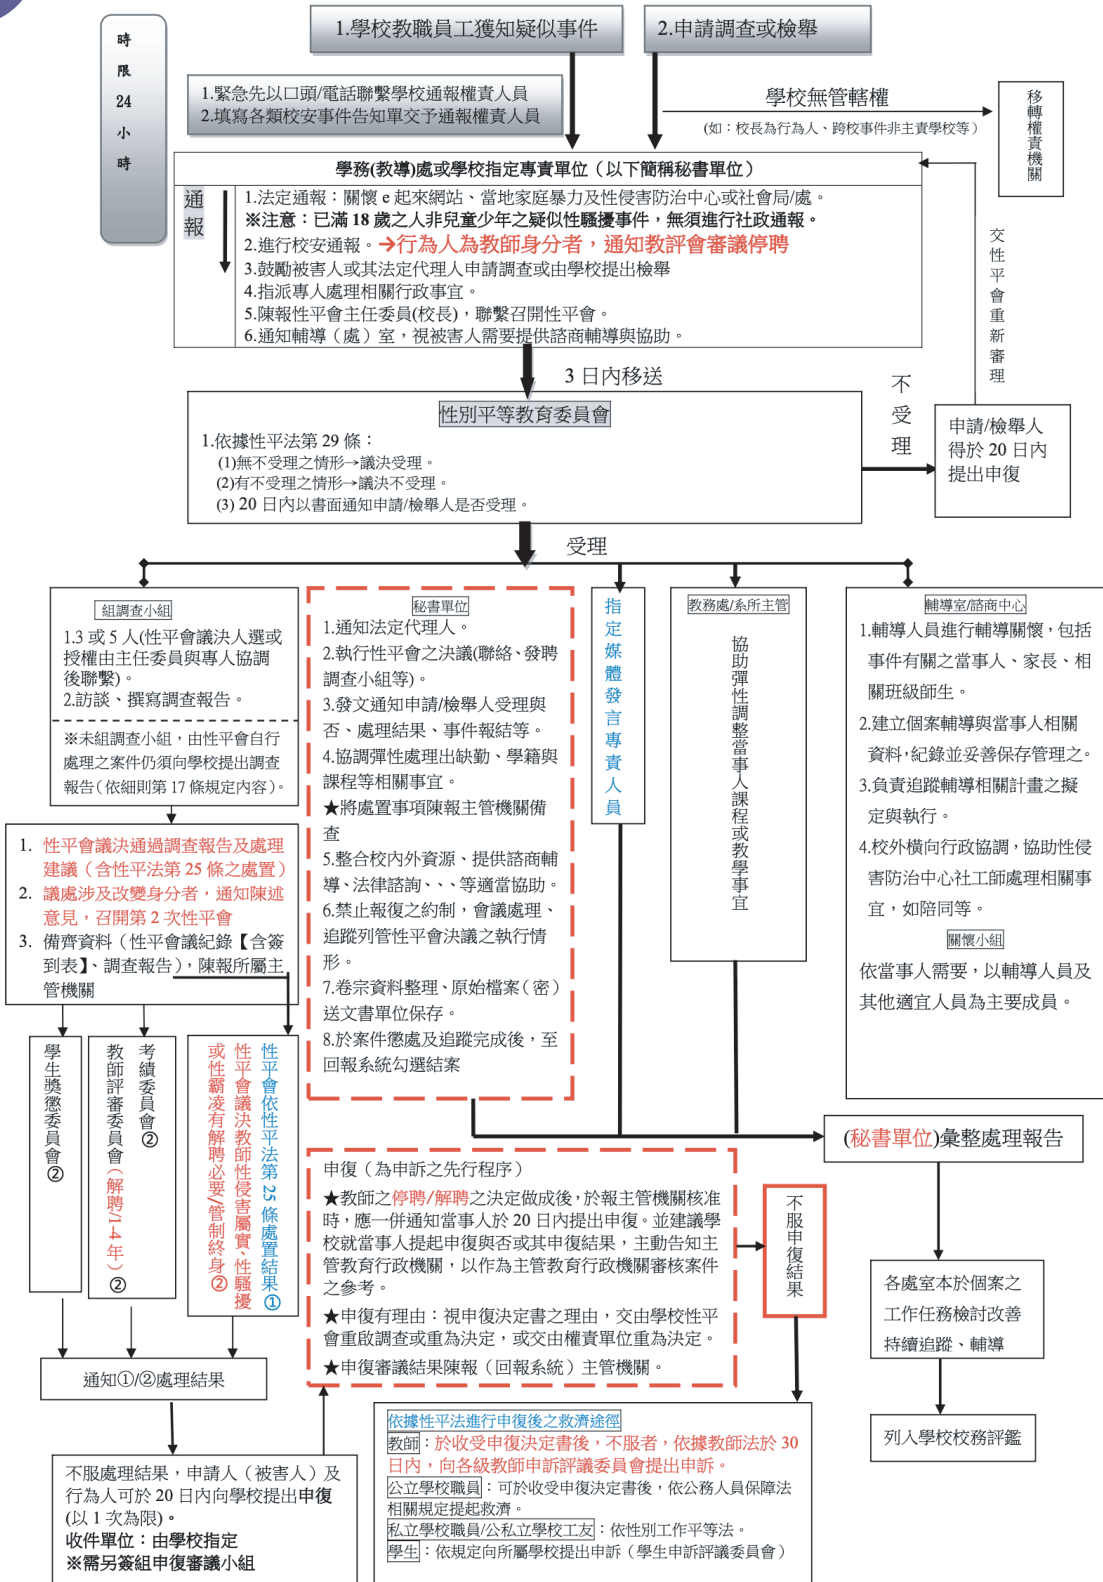 時
限
24
小
時
1.學校教職員工獲知疑似事件
2.申請調查或檢舉
1.緊急先以口頭/電話聯繫學校通報權責人員
2.填寫各類校安事件告知單交予通報權責人員
學校無管轄權
(如：校長為行為人、跨校事件非主責學校等)
移轉權責機關
學務(教導)處或學校指定專責單位（以下簡稱秘書單位）
通報
1.法定通報：關懷 e 起來網站、當地家庭暴力及性侵害防治中心或社會局/處。
※注意：已滿 18 歲之人非兒童少年之疑似性騷擾事件，無須進行社政通報。
2.進行校安通報。➔行為人為教師身分者，通知教評會審議停聘
3.鼓勵被害人或其法定代理人申請調查或由學校提出檢舉
4.指派專人處理相關行政事宜。
5.陳報性平會主任委員(校長)，聯繫召開性平會。
6.通知輔導（處）室，視被害人需要提供諮商輔導與協助。
交性平會重新審理
3 日內移送
性別平等教育委員會
1.依據性平法第 29 條：
(1)無不受理之情形→議決受理。
(2)有不受理之情形→議決不受理。
(3) 20 日內以書面通知申請/檢舉人是否受理。
不受理
申請/檢舉人
得於 20 日內
提出申復
受理
組調查小組
1.3 或 5 人(性平會議決人選或
授權由主任委員與專人協調
後聯繫)。
2.訪談、撰寫調查報告。
※未組調查小組，由性平會自行
處理之案件仍須向學校提出調查
報告(依細則第 17 條規定內容)。
秘書單位
1.通知法定代理人。
2.執行性平會之決議(聯絡、發聘
調查小組等)。
3.發文通知申請/檢舉人受理與
否、處理結果、事件報結等。
4.協調彈性處理出缺勤、學籍與
課程等相關事宜。
★將處置事項陳報主管機關備
查
5.整合校內外資源、提供諮商輔
導、法律諮詢、、、等適當協助。
6.禁止報復之約制，會議處理、
追蹤列管性平會決議之執行情
形。
7.卷宗資料整理、原始檔案（密）
送文書單位保存。
8.於案件懲處及追蹤完成後，至
回報系統勾選結案
指定媒體發言專責人員
教務處/系所主管
協助彈性調整當事人課程或教學事宜
輔導室/諮商中心
1.輔導人員進行輔導關懷，包括
事件有關之當事人、家長、相
關班級師生。
2.建立個案輔導與當事人相關
資料,紀錄並妥善保存管理之。
3.負責追蹤輔導相關計畫之擬
定與執行。
4.校外橫向行政協調，協助性侵
害防治中心社工師處理相關事
宜，如陪同等。
關懷小組
依當事人需要，以輔導人員及
其他適宜人員為主要成員。
1. 性平會議決通過調查報告及處理
建議（含性平法第 25 條之處置）
2. 議處涉及改變身分者，通知陳述
意見，召開第 2 次性平會
3. 備齊資料（性平會議紀錄【含簽
到表】、調查報告），陳報所屬主
管機關
學生獎懲委員會②
考績委員會②
教師評審委員會（解聘/1-4 年）②
性平會依性平法第 25 條處置結果①
性平會議決教師性侵害屬實、性騷擾
或性霸凌有解聘必要/管制終身②
(秘書單位)彙整處理報告
申復（為申訴之先行程序）
★教師之停聘/解聘之決定做成後，於報主管機關核准
時，應一併通知當事人於 20 日內提出申復。並建議學
校就當事人提起申復與否或其申復結果，主動告知主
管教育行政機關，以作為主管教育行政機關審核案件
之參考。
★申復有理由：視申復決定書之理由，交由學校性平
會重啟調查或重為決定，或交由權責單位重為決定。
★申復審議結果陳報（回報系統）主管機關。
不服申復結果
各處室本於個案之
工作任務檢討改善
持續追蹤、輔導
通知①/②處理結果
列入學校校務評鑑
不服處理結果，申請人（被害人）及
行為人可於 20 日內向學校提出申復
(以 1 次為限)。
收件單位：由學校指定
※需另簽組申復審議小組
依據性平法進行申復後之救濟途徑
教師：於收受申復決定書後，不服者，依據教師法於 30
日內，向各級教師申訴評議委員會提出申訴。
公立學校職員：可於收受申復決定書後，依公務人員保障法
相關規定提起救濟。
私立學校職員/公私立學校工友：依性別工作平等法。
學生：依規定向所屬學校提出申訴（學生申訴評議委員會）